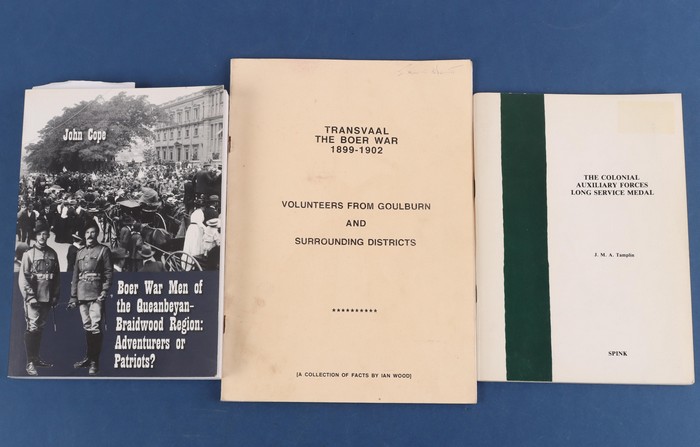 John Cope
Boer War Men of
the Queanbeyan-
Braidwood Region:
Adventurers or
Patriots?
TRANSVAAL
THE BOER WAR
1899-1902
VOLUNTEERS FROM GOULBURN
AND
SURROUNDING DISTRICTS
**********
[A COLLECTION OF FACTS BY IAN WOOD]
THE COLONIAL
AUXILIARY FORCES
LONG SERVICE MEDAL
J. M. A. Tamplin
SPINK